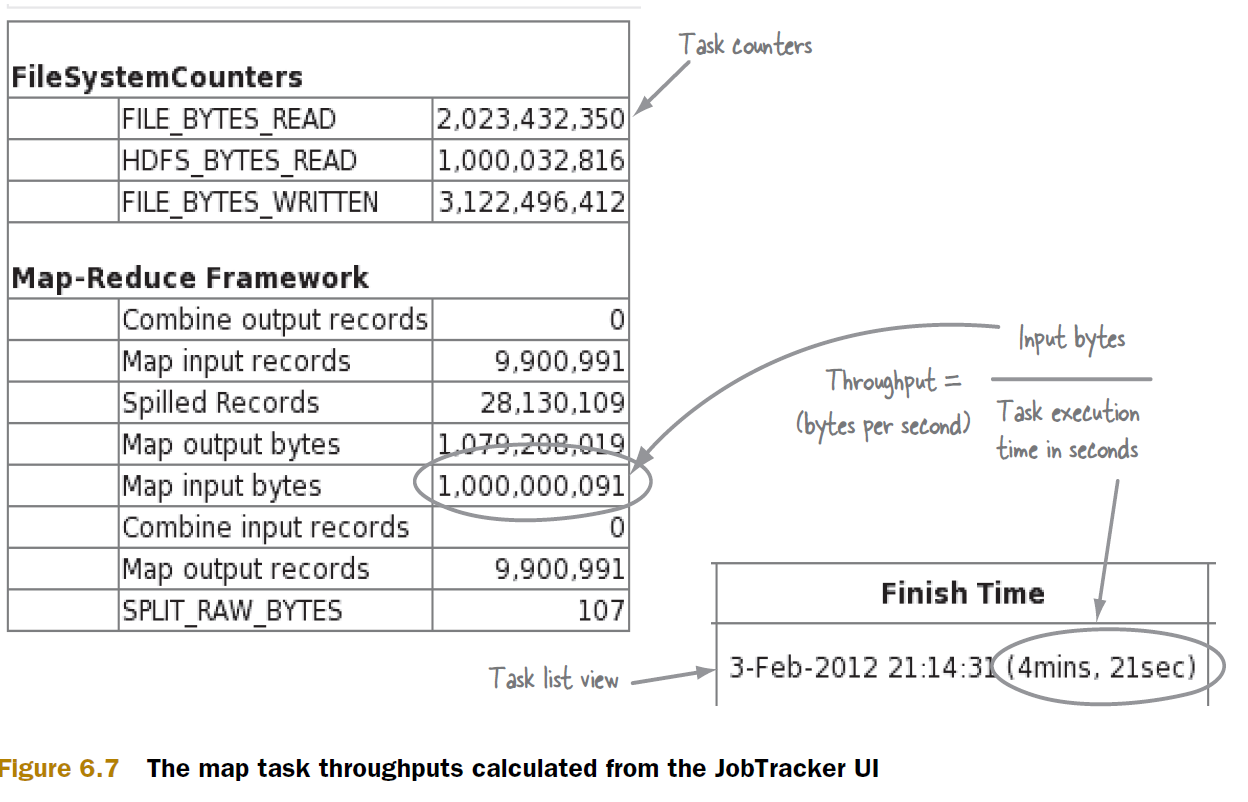 Task counters
FileSystemCounters
FILE_BYTES_READ 2,023,432,350
HDFS_BYTES_READ 1,000,032,816
FILE_BYTES_WRITTEN 3,122,496,412
Map-Reduce Framework
Combine output records 0
Map input records 9,900,991
Spilled Records 28,130,109
Map output bytes 1,079,208,019
Map input bytes 1,000,000,091
Combine input records 0
Map output records 9,900,991
SPLIT_RAW_BYTES 107
Throughput =
(bytes per second)
Input bytes
Task execution
time in seconds
Finish Time
Task list view
3-Feb-2012 21:14:31 (4mins, 21sec)
Figure 6.7 The map task throughputs calculated from the JobTracker UI